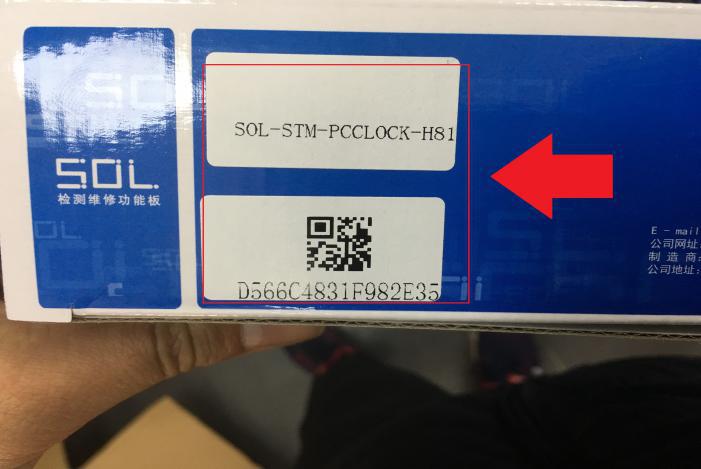 SOL
检测维修功能板
SOL-STM-PCCLOCK-H81
D566C4831F982E35
E-mail
公司网址:
制造商:
公司地址: